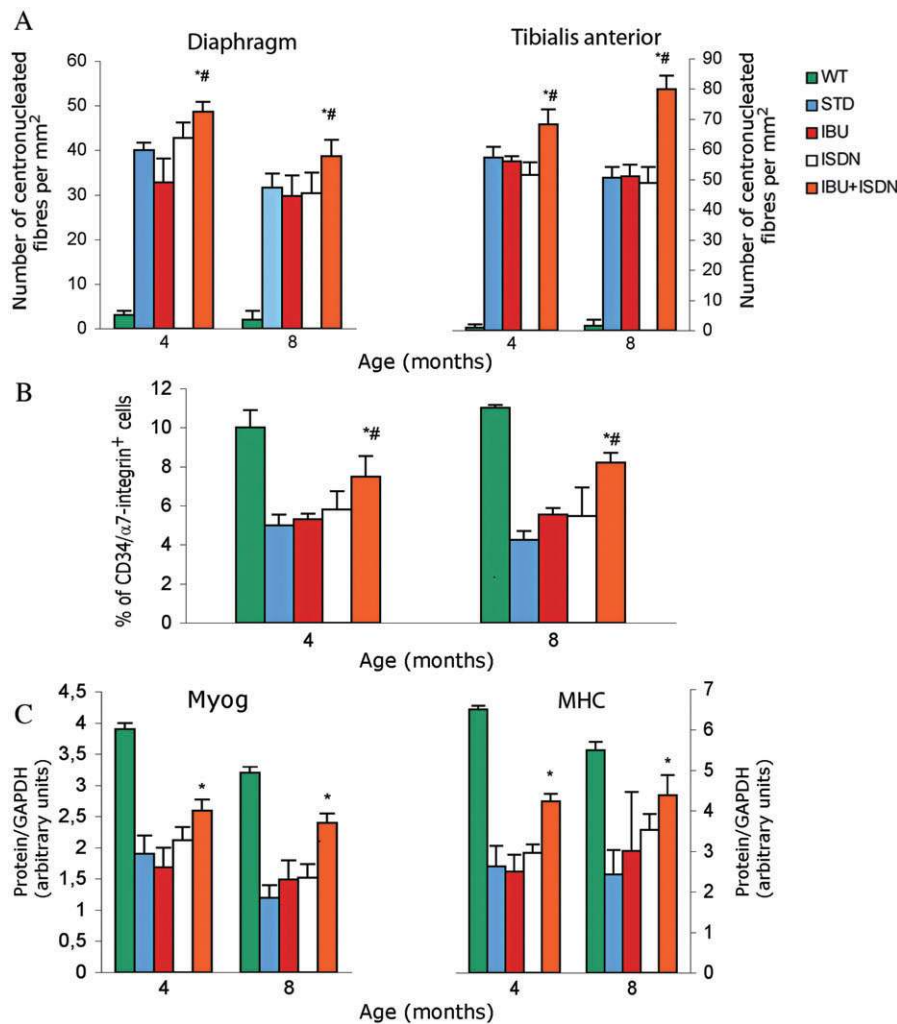 A
Diaphragm
Tibialis anterior
Number of centronucleated
fibres per mm²
60
50
40
30
20
10
0
*#
*#
4
8
*#
*#
4
8
90
80
70
60
50
40
30
20
10
0
Number of centronucleated
fibres per mm²
WT
STD
IBU
ISDN
IBU+ISDN
Age (months)
B
% of CD34/α7-integrin⁺ cells
12
10
8
6
4
2
0
*#
*#
4
8
Age (months)
C
Myog
MHC
Protein/GAPDH
(arbitrary units)
4,5
4
3,5
3
2,5
2
1,5
1
0,5
0
*
*
4
8
*
*
4
8
7
6
5
4
3
2
1
0
Protein/GAPDH
(arbitrary units)
Age (months)